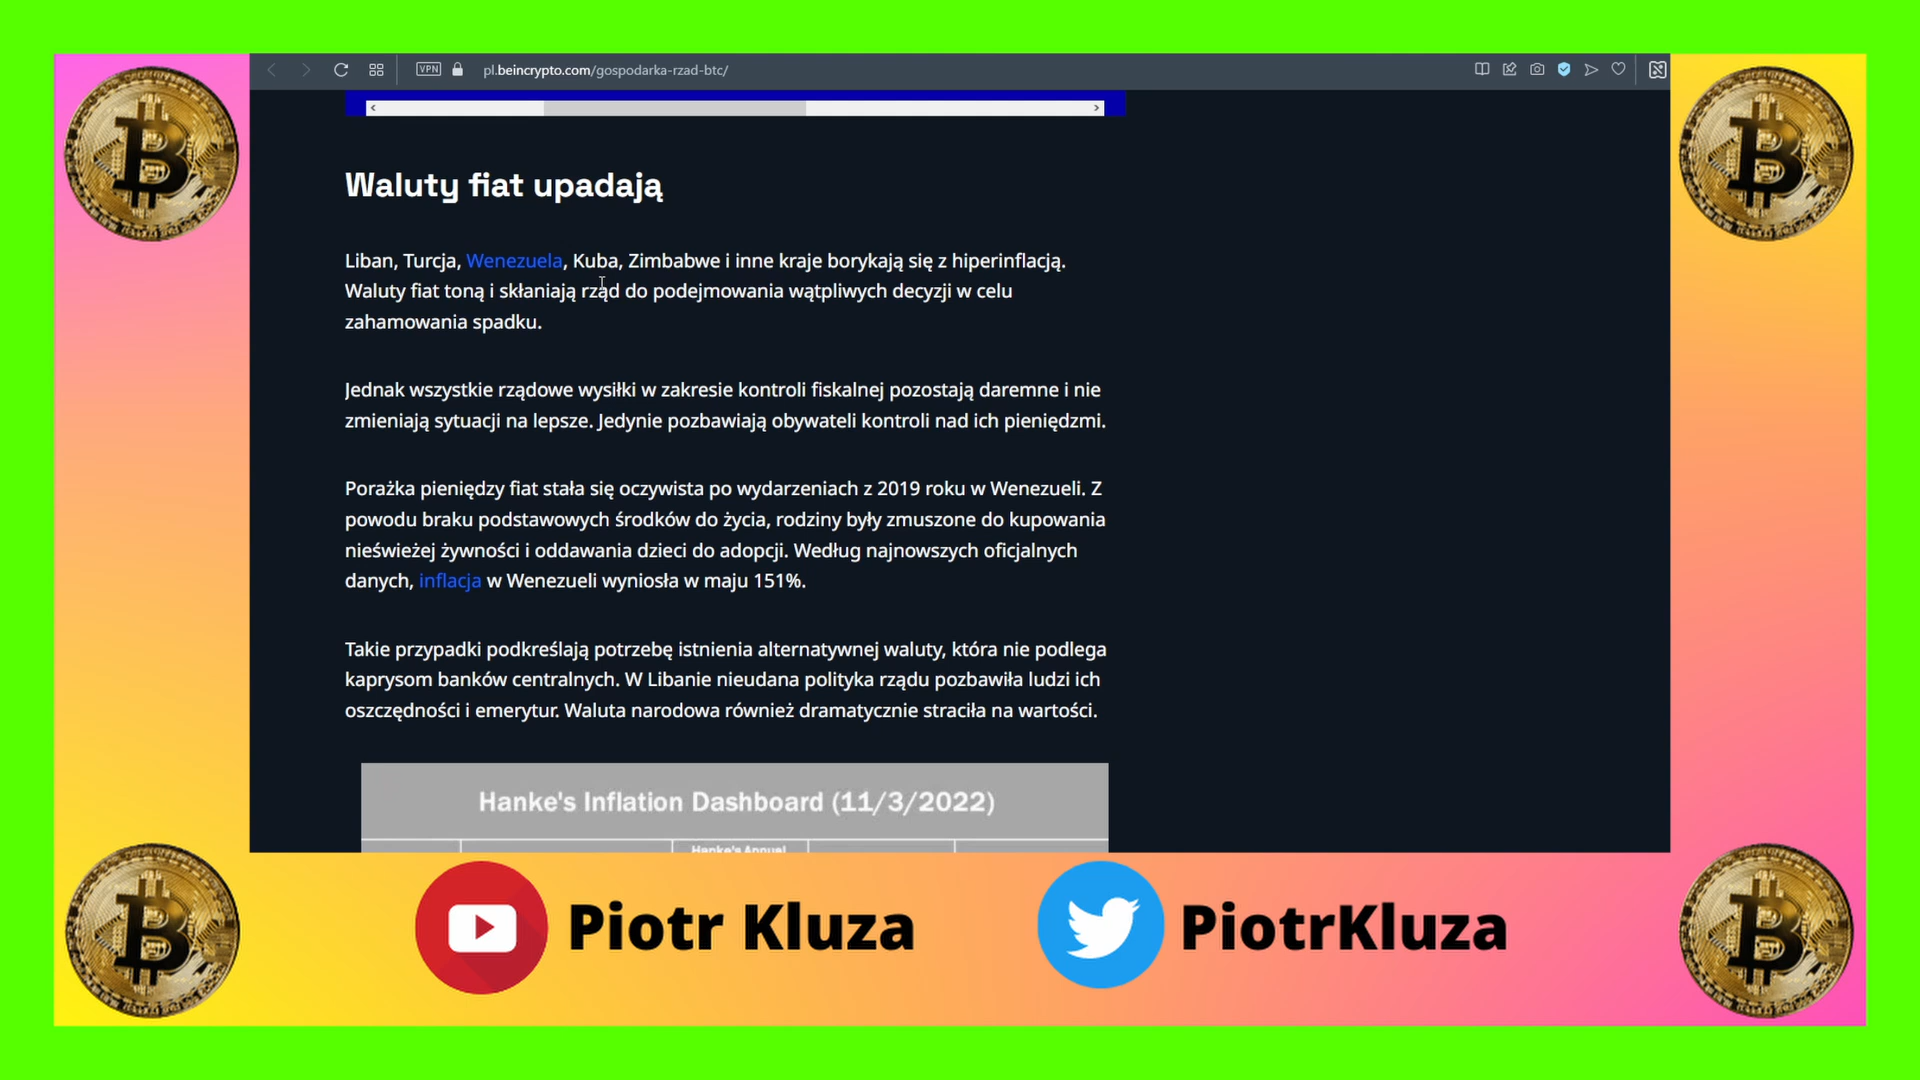 VPN
pl.beincrypto.com/gospodarka-rzad-btc/
Waluty fiat upadają
Liban, Turcja, Wenezuela, Kuba, Zimbabwe i inne kraje borykają się z hiperinflacją.
Waluty fiat toną i skłaniają rząd do podejmowania wątpliwych decyzji w celu
zahamowania spadku.
Jednak wszystkie rządowe wysiłki w zakresie kontroli fiskalnej pozostają daremne i nie
zmieniają sytuacji na lepsze. Jedynie pozbawiają obywateli kontroli nad ich pieniędzmi.
Porażka pieniędzy fiat stała się oczywista po wydarzeniach z 2019 roku w Wenezueli. Z
powodu braku podstawowych środków do życia, rodziny były zmuszone do kupowania
nieświeżej żywności i oddawania dzieci do adopcji. Według najnowszych oficjalnych
danych, inflacja w Wenezueli wyniosła w maju 151%.
Takie przypadki podkreślają potrzebę istnienia alternatywnej waluty, która nie podlega
kaprysom banków centralnych. W Libanie nieudana polityka rządu pozbawiła ludzi ich
oszczędności i emerytur. Waluta narodowa również dramatycznie straciła na wartości.
Hanke's Inflation Dashboard (11/3/2022)
Hanke's Annual
Piotr Kluza
PiotrKluza